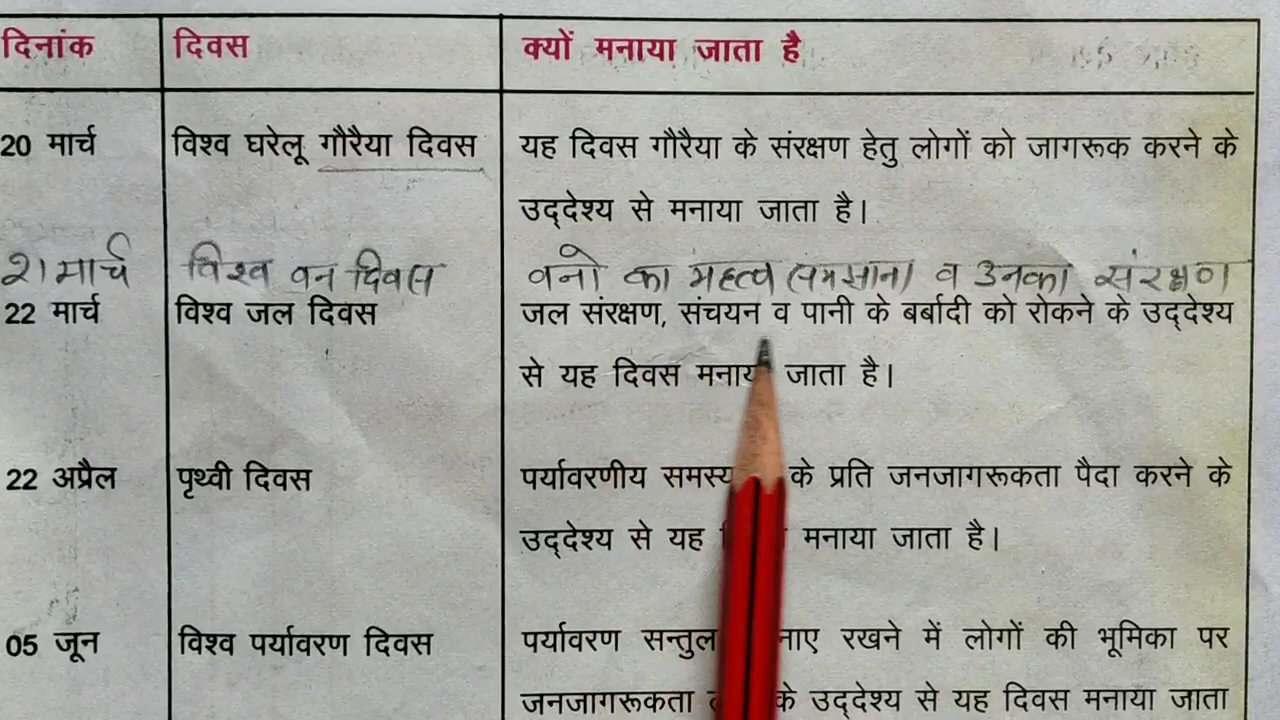 दिनांक दिवस क्यों मनाया जाता है
20 मार्च विश्व घरेलू गौरैया दिवस यह दिवस गौरैया के संरक्षण हेतु लोगों को जागरूक करने के
उद्देश्य से मनाया जाता है।
21 मार्च विश्व वन दिवस वनो का महत्व समझाना व उनका संरक्षण
22 मार्च विश्व जल दिवस जल संरक्षण, संचयन व पानी के बर्बादी को रोकने के उद्देश्य
से यह दिवस मनाया जाता है।
22 अप्रैल पृथ्वी दिवस पर्यावरणीय के प्रति जनजागरूकता पैदा करने के
उद्देश्य से यह मनाया जाता है।
05 जून विश्व पर्यावरण दिवस पर्यावरण रखने में लोगों की भूमिका पर
जनजागरूकता के उद्देश्य से यह दिवस मनाया जाता